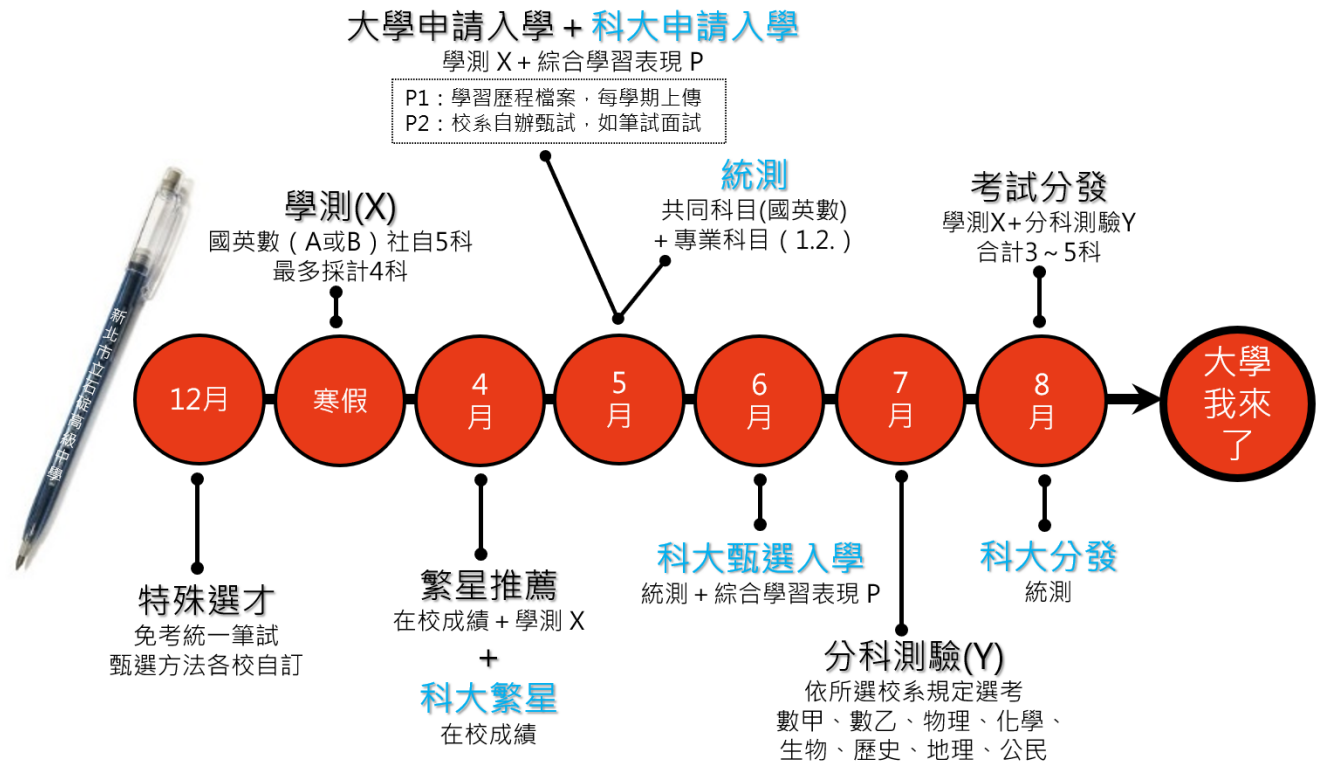 大學申請入學 + 科大申請入學
學測 X + 綜合學習表現 P
P1：學習歷程檔案，每學期上傳
P2：校系自辦甄試，如筆試面試
學測(X)
國英數（A或B）社自5科
最多採計4科
統測
共同科目(國英數)
+ 專業科目（1.2.）
考試分發
學測X+分科測驗Y
合計3～5科
新北市立石碇高級中學
12月
寒假
4
月
5
月
6
月
7
月
8
月
大學
我來
了
特殊選才
免考統一筆試
甄選方法各校自訂
繁星推薦
在校成績 + 學測 X
+
科大繁星
在校成績
科大甄選入學
統測 + 綜合學習表現 P
分科測驗(Y)
依所選校系規定選考
數甲、數乙、物理、化學、
生物、歷史、地理、公民
科大分發
統測